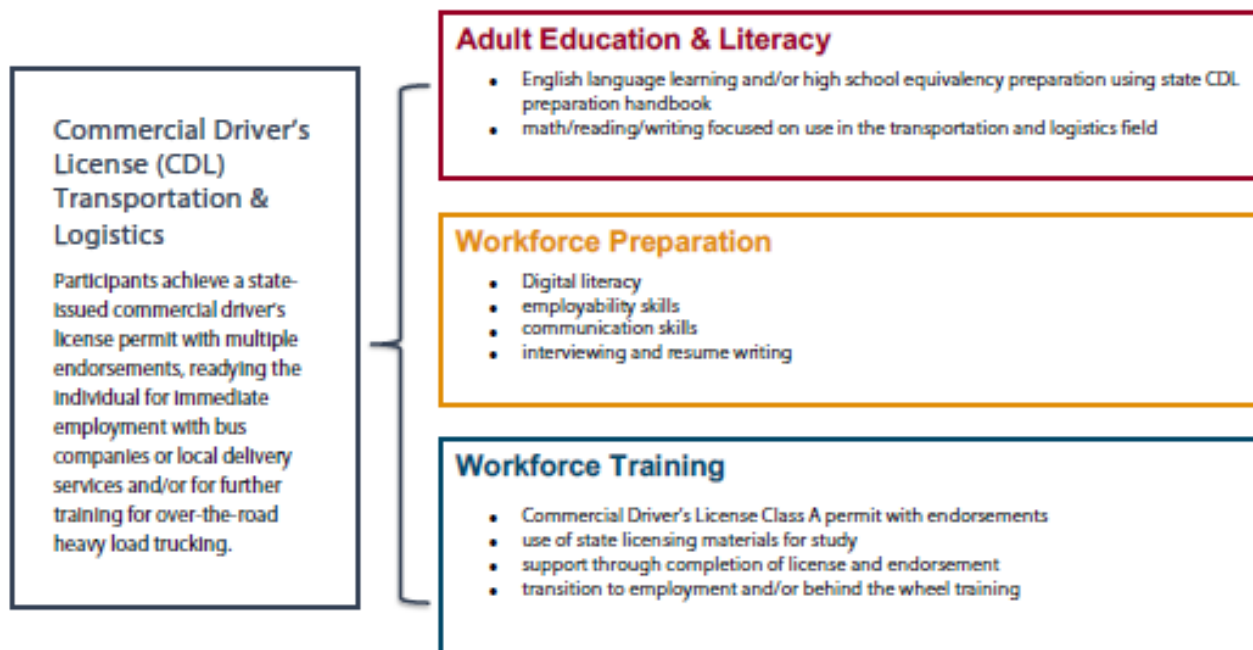 Commercial Driver's
License (CDL)
Transportation &
Logistics
Participants achieve a state-
issued commercial driver's
license permit with multiple
endorsements, readying the
individual for immediate
employment with bus
companies or local delivery
services and/or for further
training for over-the-road
heavy load trucking.
Adult Education & Literacy
• English language learning and/or high school equivalency preparation using state CDL
preparation handbook
• math/reading/writing focused on use in the transportation and logistics field
Workforce Preparation
• Digital literacy
• employability skills
• communication skills
• interviewing and resume writing
Workforce Training
• Commercial Driver's License Class A permit with endorsements
• use of state licensing materials for study
• support through completion of license and endorsement
• transition to employment and/or behind the wheel training